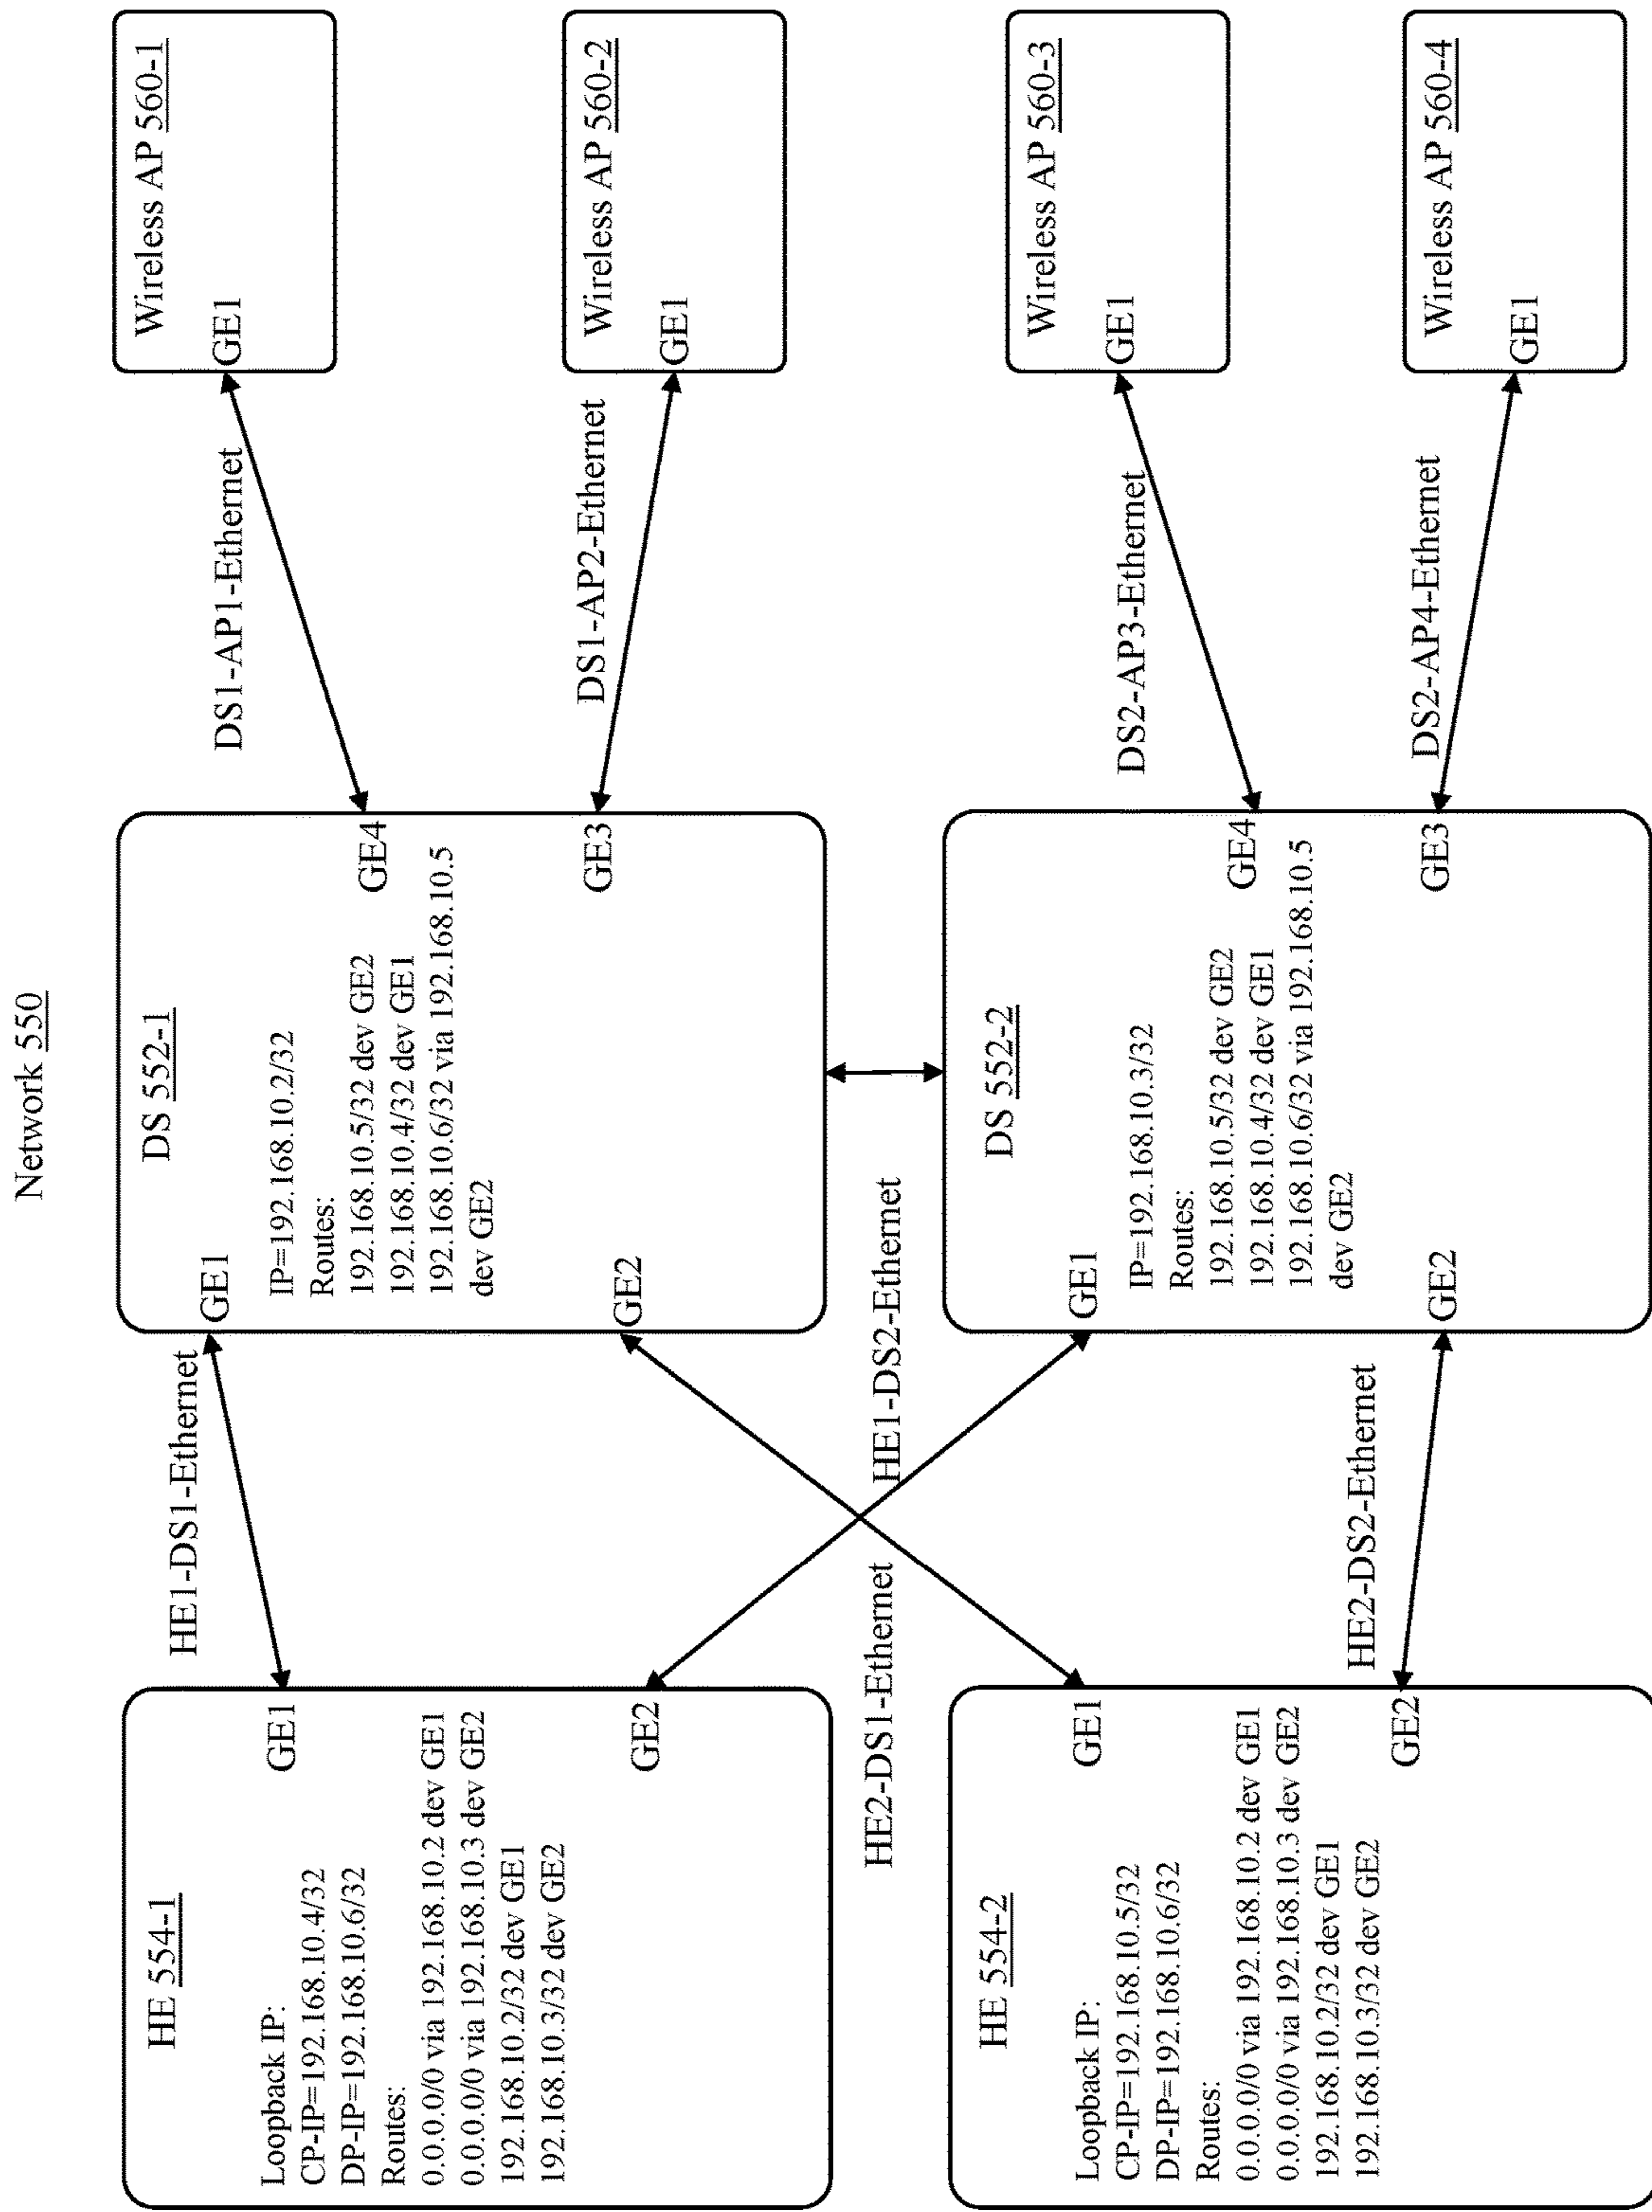 Network 550
HE 554-1
Loopback IP:
CP-IP=192.168.10.4/32
DP-IP=192.168.10.6/32
Routes:
0.0.0.0/0 via 192.168.10.2 dev GE1
0.0.0.0/0 via 192.168.10.3 dev GE2
192.168.10.2/32 dev GE1
192.168.10.3/32 dev GE2
GE1
GE2
HE1-DS1-Ethernet
HE1-DS2-Ethernet
DS 552-1
GE1
IP=192.168.10.2/32
Routes:
192.168.10.5/32 dev GE2
192.168.10.4/32 dev GE1
192.168.10.6/32 via 192.168.10.5
dev GE2
GE2
GE4
GE3
DS1-AP1-Ethernet
DS1-AP2-Ethernet
Wireless AP 560-1
GE1
Wireless AP 560-2
GE1
HE 554-2
Loopback IP:
CP-IP=192.168.10.5/32
DP-IP=192.168.10.6/32
Routes:
0.0.0.0/0 via 192.168.10.2 dev GE1
0.0.0.0/0 via 192.168.10.3 dev GE2
192.168.10.2/32 dev GE1
192.168.10.3/32 dev GE2
GE1
GE2
HE2-DS1-Ethernet
HE2-DS2-Ethernet
DS 552-2
GE1
IP=192.168.10.3/32
Routes:
192.168.10.5/32 dev GE2
192.168.10.4/32 dev GE1
192.168.10.6/32 via 192.168.10.5
dev GE2
GE2
GE4
GE3
DS2-AP3-Ethernet
DS2-AP4-Ethernet
Wireless AP 560-3
GE1
Wireless AP 560-4
GE1